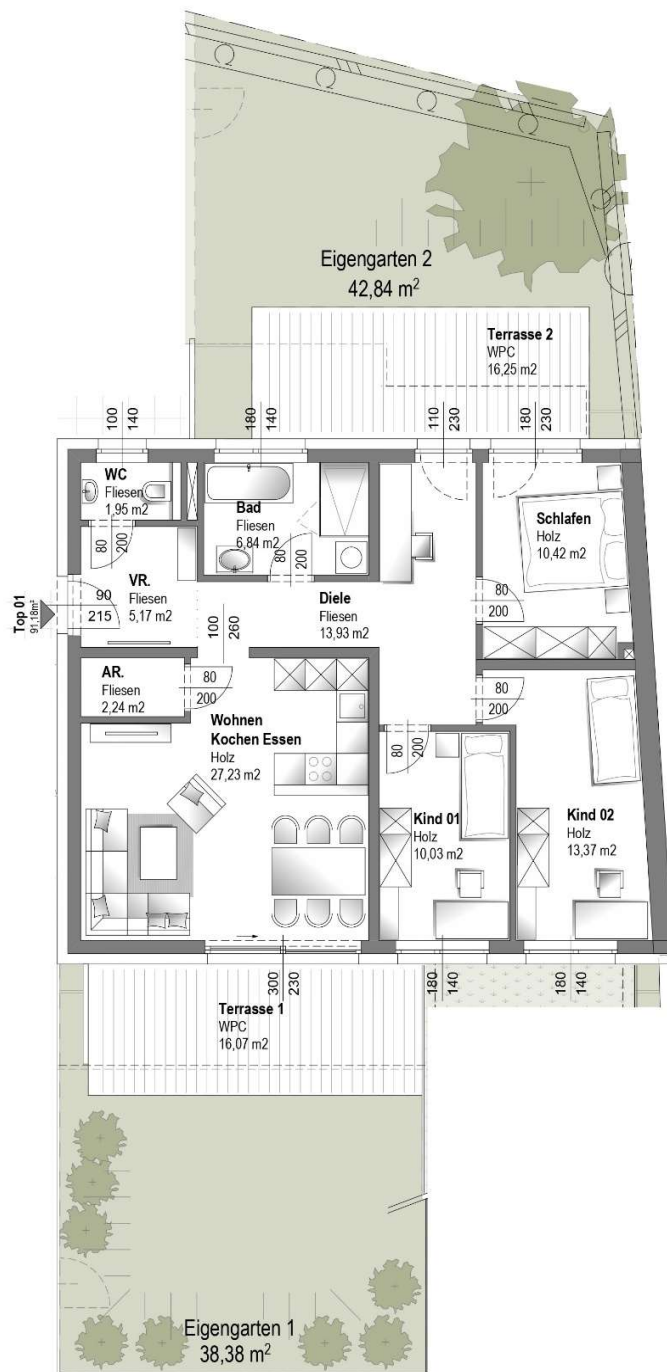 Eigengarten 2
42,84 m²
Terrasse 2
WPC
16,25 m2
100
140
180
140
110
230
180
230
WC
Fliesen
1,95 m2
Bad
Fliesen
6,84 m2
Schlafen
Holz
10,42 m2
80
200
80
200
80
200
Top 01
91,18m²
90
215
VR.
Fliesen
5,17 m2
Diele
Fliesen
13,93 m2
100
260
AR.
Fliesen
2,24 m2
80
200
80
200
Wohnen
Kochen Essen
Holz
27,23 m2
80
200
Kind 01
Holz
10,03 m2
Kind 02
Holz
13,37 m2
300
230
180
140
180
140
Terrasse 1
WPC
16,07 m2
Eigengarten 1
38,38 m²